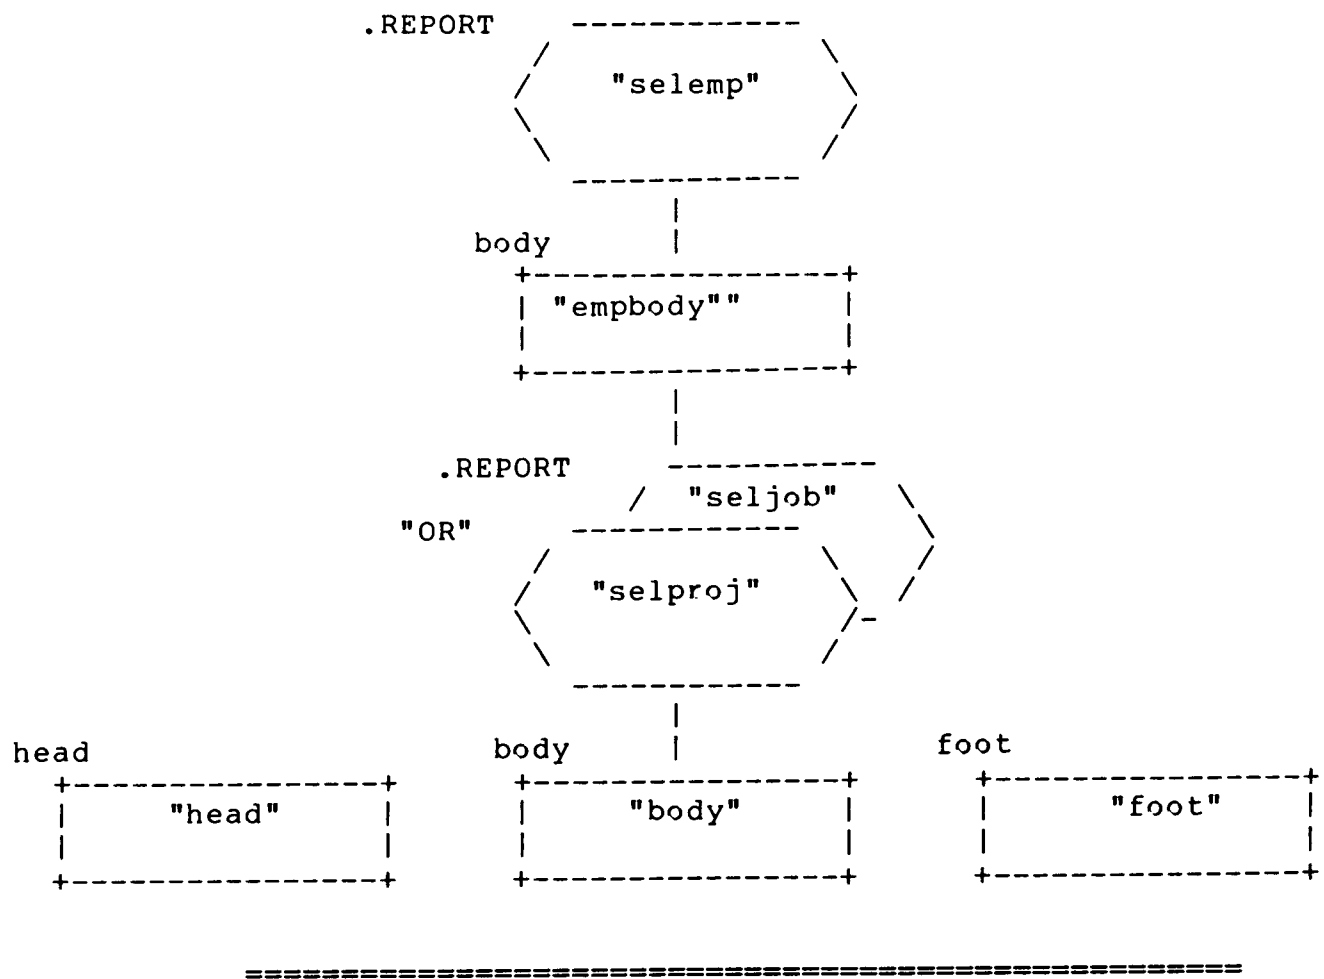 .REPORT
"selemp"
body
"empbody""
.REPORT
"seljob"
"OR"
"selproj"
head body foot
"head" "body" "foot"